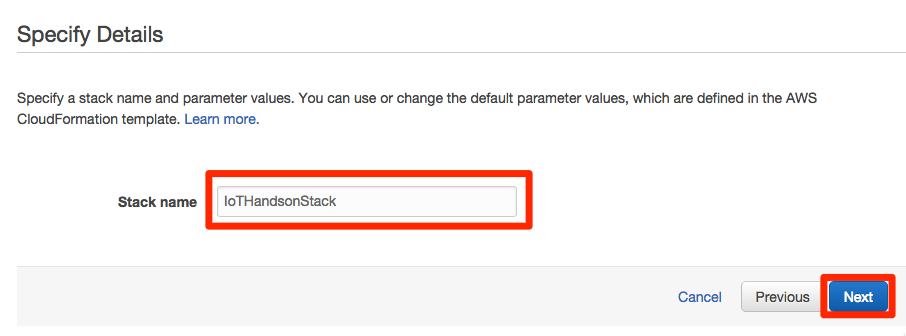 Specify Details
Specify a stack name and parameter values. You can use or change the default parameter values, which are defined in the AWS
CloudFormation template. Learn more.
Stack name IoTHandsonStack
Cancel Previous Next